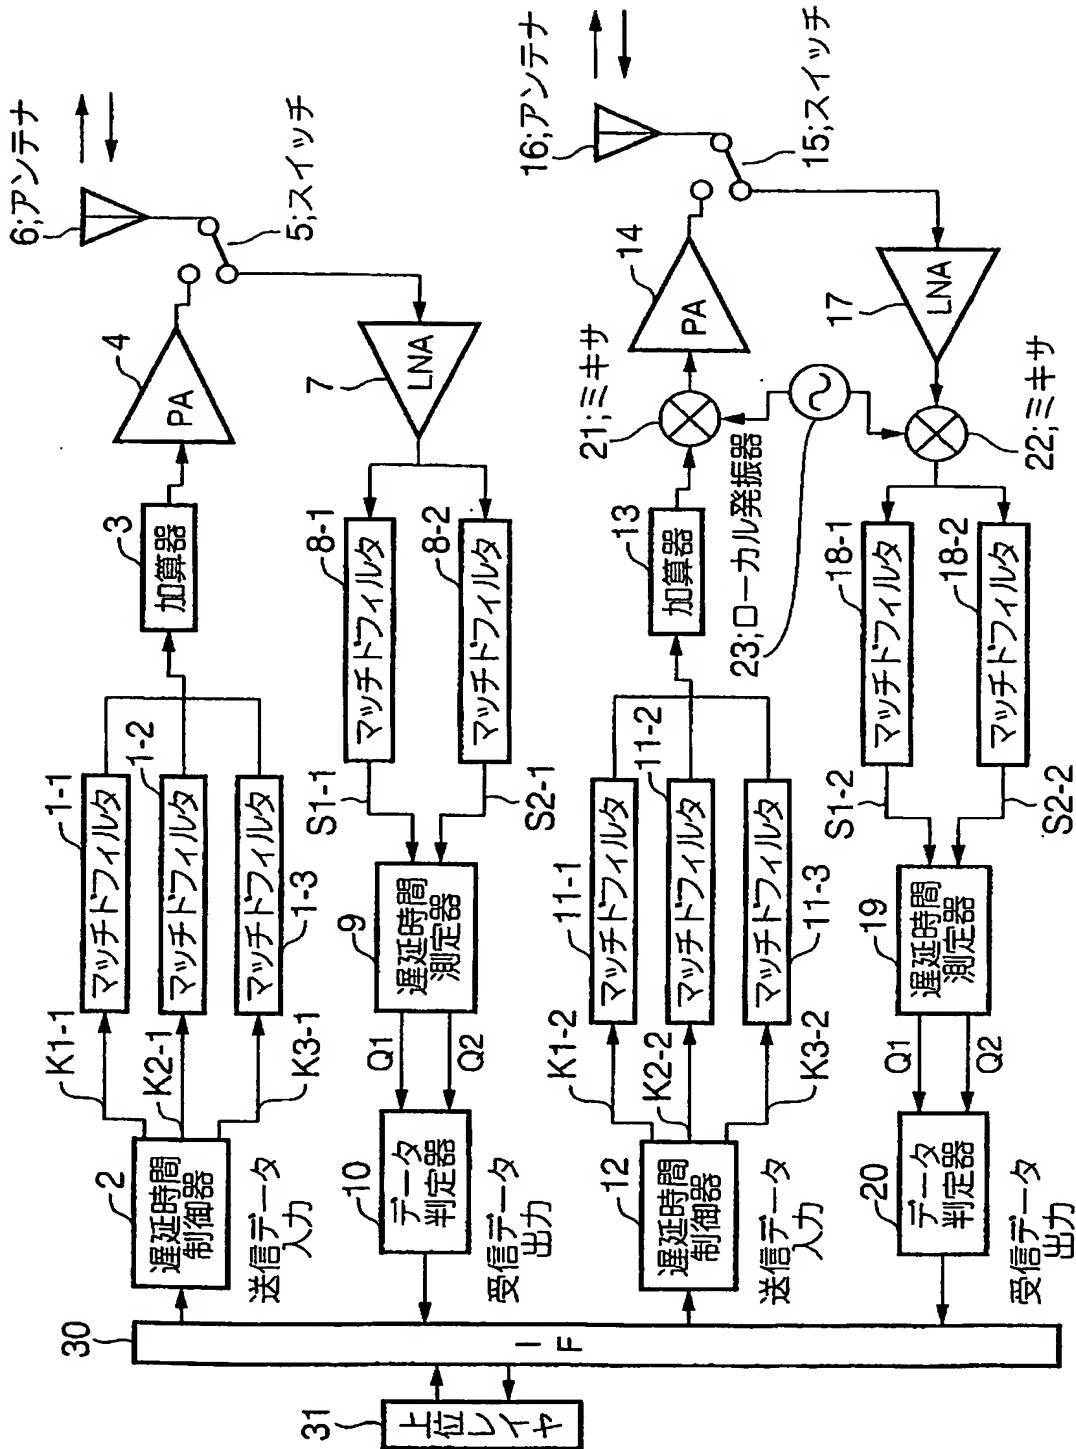 31
上位レイヤ
30
IF
2
遅延時間
制御器
送信データ
入力
K1-1
K2-1
K3-1
マッチドフィルタ
1-1
マッチドフィルタ
1-2
マッチドフィルタ
1-3
加算器
3
PA
4
6;アンテナ
5;スイッチ
LNA
7
マッチドフィルタ
8-1
マッチドフィルタ
8-2
S1-1
S2-1
遅延時間
測定器
9
Q1
Q2
データ
判定器
10
受信データ
出力
12
遅延時間
制御器
送信データ
入力
K1-2
K2-2
K3-2
マッチドフィルタ
11-1
マッチドフィルタ
11-2
マッチドフィルタ
11-3
加算器
13
21;ミキサ
PA
14
16;アンテナ
15;スイッチ
23;ローカル発振器
LNA
17
22;ミキサ
マッチドフィルタ
18-1
マッチドフィルタ
18-2
S1-2
S2-2
遅延時間
測定器
19
Q1
Q2
データ
判定器
20
受信データ
出力